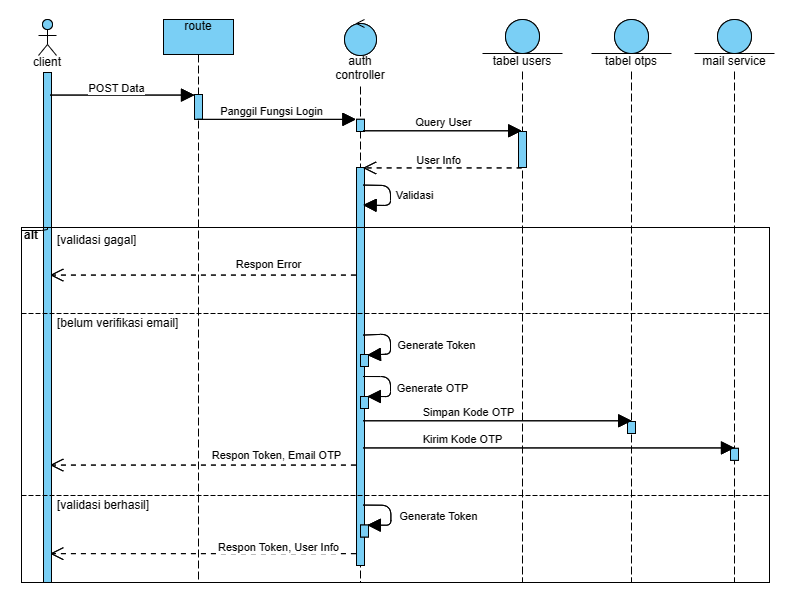 route
client
auth
controller
tabel users
tabel otps
mail service
POST Data
Panggil Fungsi Login
Query User
User Info
Validasi
alt
[validasi gagal]
Respon Error
[belum verifikasi email]
Generate Token
Generate OTP
Simpan Kode OTP
Kirim Kode OTP
Respon Token, Email OTP
[validasi berhasil]
Generate Token
Respon Token, User Info